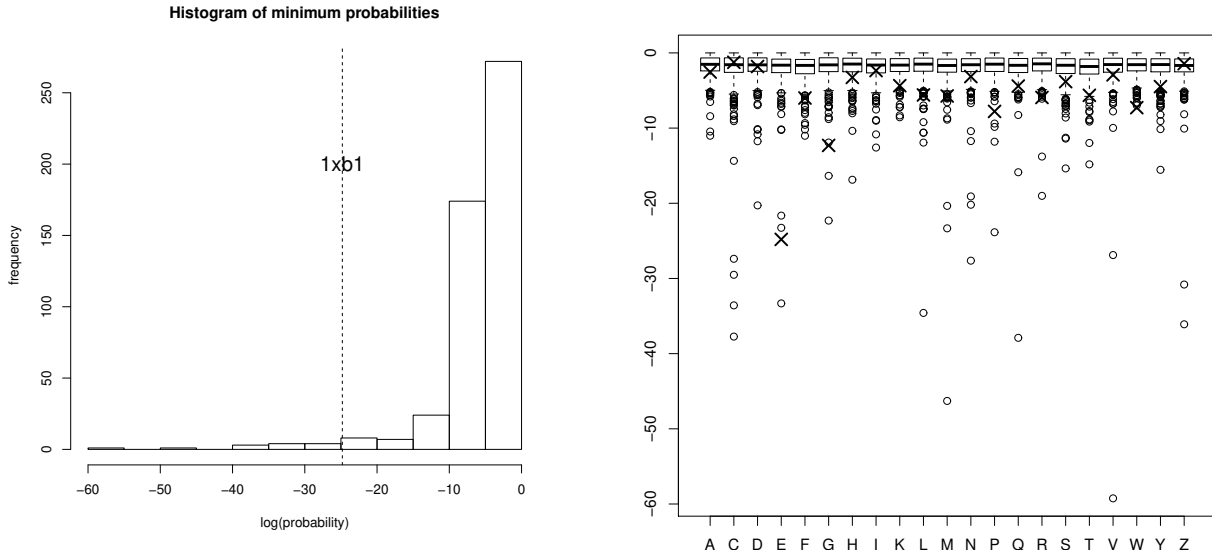 Histogram of minimum probabilities
frequency
250
200
150
100
50
0
1xb1
−60 −50 −40 −30 −20 −10 0
log(probability)
0
−10
−20
−30
−40
−50
−60
A C D E F G H I K L M N P Q R S T V W Y Z